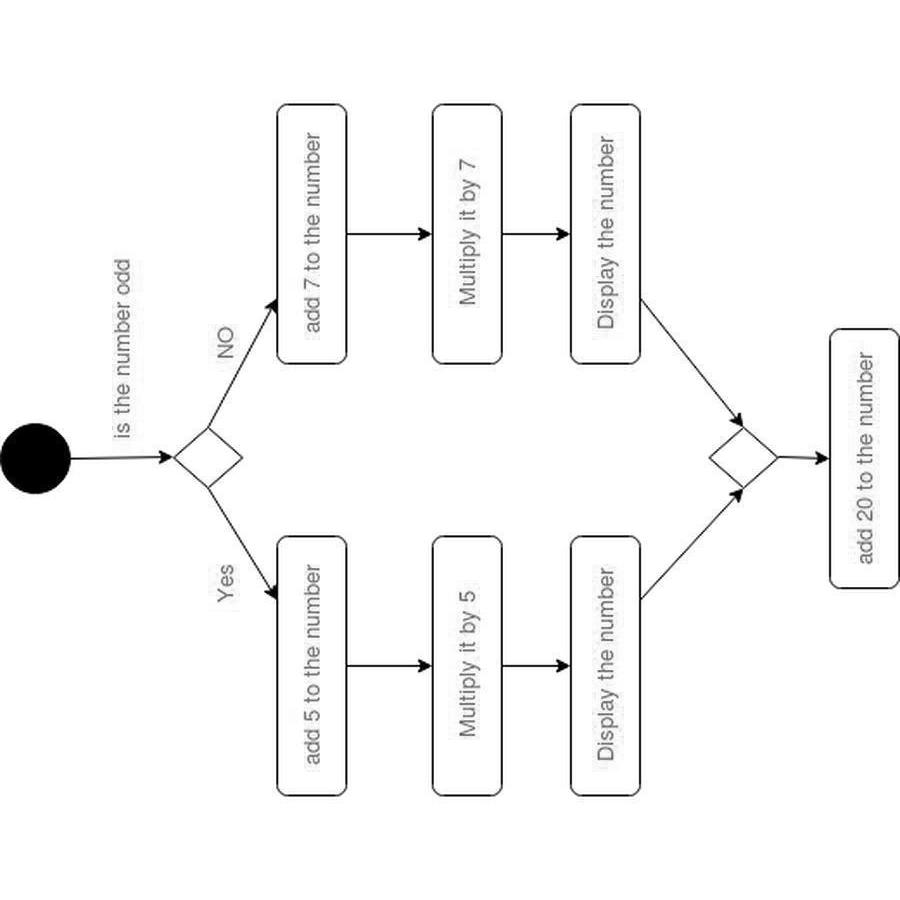 is the number odd
Yes
NO
add 5 to the number
add 7 to the number
Multiply it by 5
Multiply it by 7
Display the number
Display the number
add 20 to the number